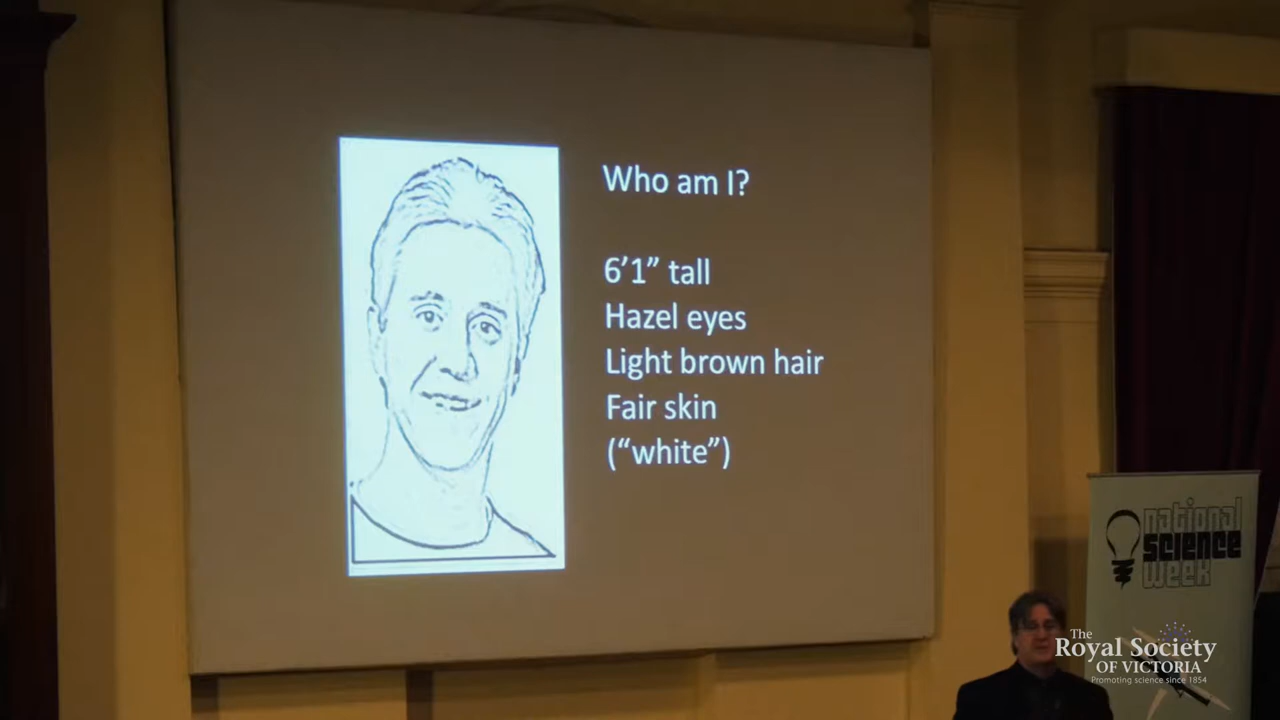 Who am I?
6’1” tall
Hazel eyes
Light brown hair
Fair skin
(“white”)
national
science
week
The
Royal Society
OF VICTORIA
Promoting science since 1854